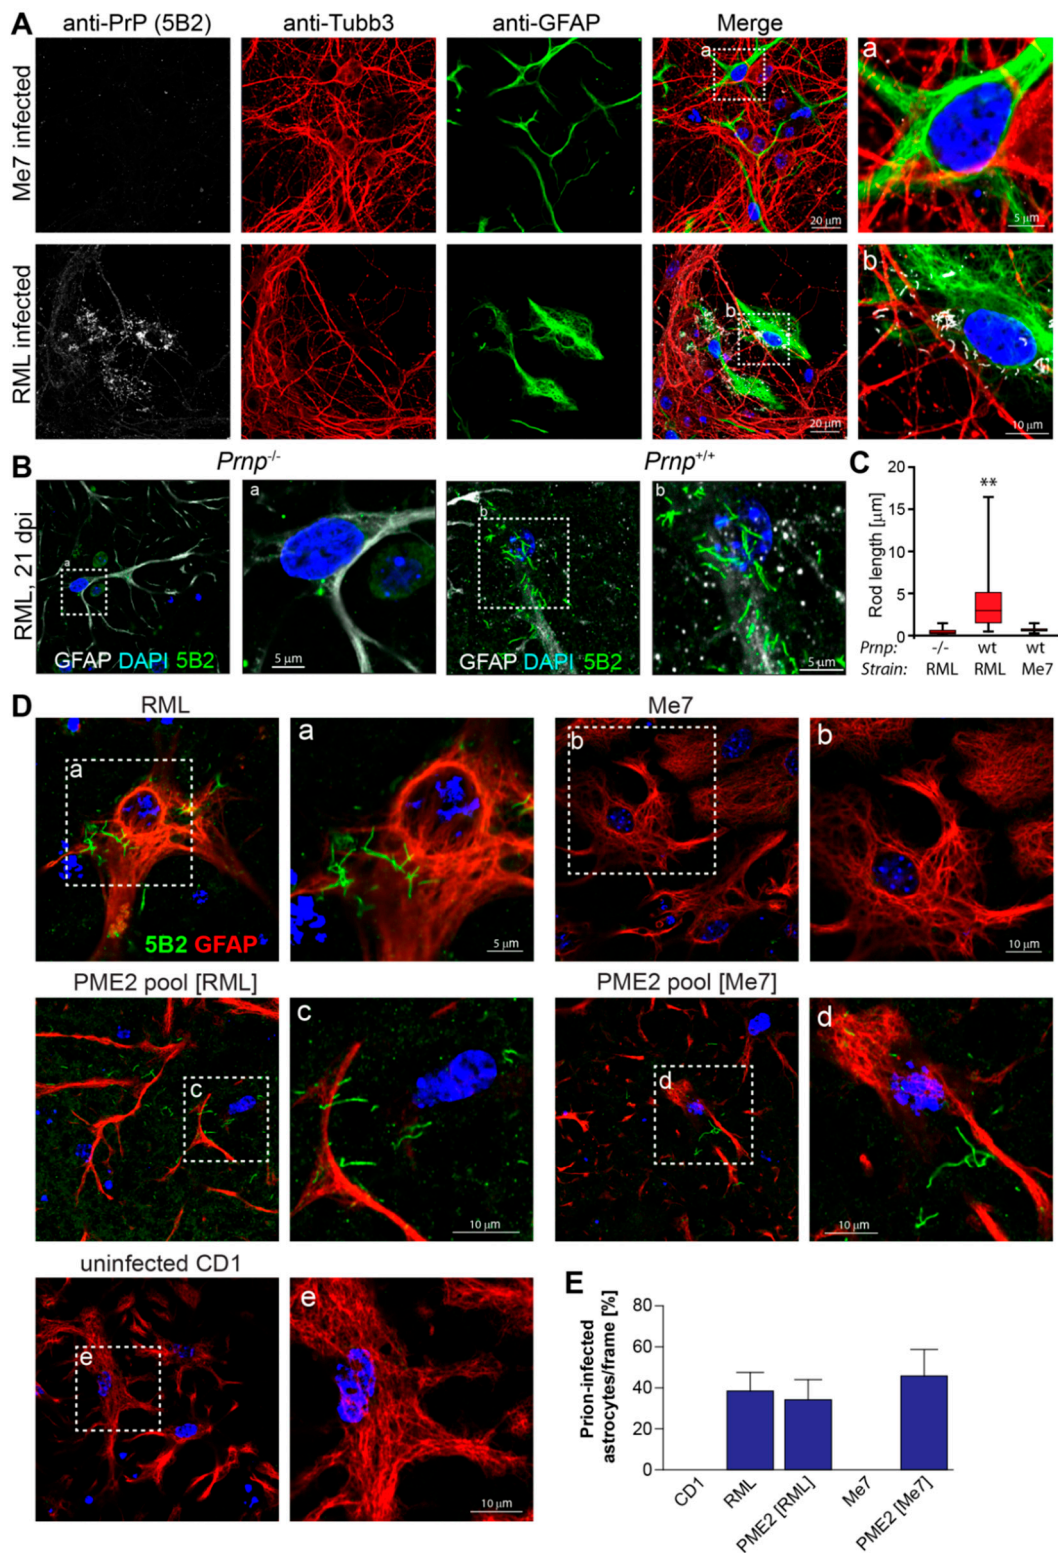 A
anti-PrP (5B2) anti-Tubb3 anti-GFAP Merge
Me7 infected
a
20 µm
a
5 µm
RML infected
b
20 µm
b
10 µm
B
Prnp-/- Prnp+/+
RML, 21 dpi
a
GFAP DAPI 5B2
a
5 µm
b
GFAP DAPI 5B2
b
5 µm
C
Rod length [µm]
20
15
10
5
0
**
Prnp: -/- wt wt
Strain: RML RML Me7
D
RML Me7
a
5B2 GFAP
a
5 µm
b
b
10 µm
PME2 pool [RML] PME2 pool [Me7]
c
c
10 µm
d
d
10 µm
uninfected CD1
e
e
10 µm
E
Prion-infected
astrocytes/frame [%]
80
60
40
20
0
CD1 RML PME2 [RML] Me7 PME2 [Me7]